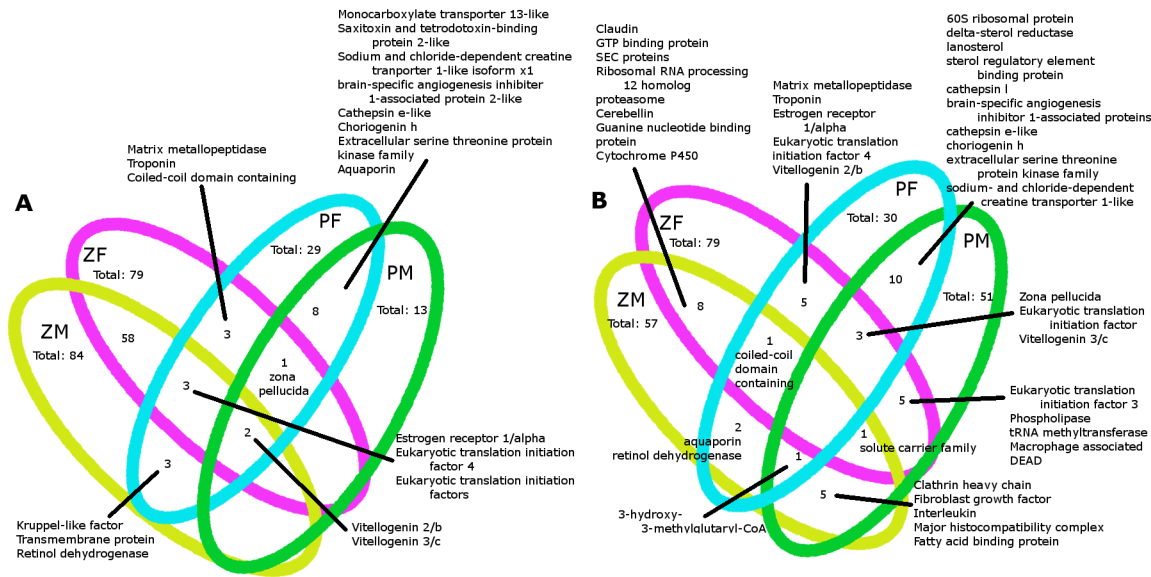 Monocarboxylate transporter 13-like
Saxitoxin and tetrodotoxin-binding
protein 2-like
Sodium and chloride-dependent creatine
tranporter 1-like isoform x1
brain-specific angiogenesis inhibiter
1-associated protein 2-like
Cathepsin e-like
Choriogenin h
Extracellular serine threonine protein
kinase family
Aquaporin
Matrix metallopeptidase
Troponin
Coiled-coil domain containing
A
ZF
Total: 79
PF
Total: 29
PM
Total: 13
ZM
Total: 84
58
3
8
1
zona
pellucida
3
2
3
Estrogen receptor 1/alpha
Eukaryotic translation initiation
factor 4
Eukaryotic translation initiation
factors
Kruppel-like factor
Transmembrane protein
Retinol dehydrogenase
Vitellogenin 2/b
Vitellogenin 3/c
Claudin
GTP binding protein
SEC proteins
Ribosomal RNA processing
12 homolog
proteasome
Cerebellin
Guanine nucleotide binding
protein
Cytochrome P450
Matrix metallopeptidase
Troponin
Estrogen receptor
1/alpha
Eukaryotic translation
initiation factor 4
Vitellogenin 2/b
60S ribosomal protein
delta-sterol reductase
lanosterol
sterol regulatory element
binding protein
cathepsin l
brain-specific angiogenesis
inhibitor 1-associated proteins
cathepsin e-like
choriogenin h
extracellular serine threonine
protein kinase family
sodium- and chloride-dependent
creatine transporter 1-like
B
ZF
Total: 79
PF
Total: 30
PM
Total: 51
ZM
Total: 57
8
5
10
3
1
coiled-coil
domain
containing
5
2
aquaporin
retinol dehydrogenase
1
solute carrier family
1
5
Zona pellucida
Eukaryotic translation
initiation factor
Vitellogenin 3/c
Eukaryotic translation
initiation factor 3
Phospholipase
tRNA methyltransferase
Macrophage associated
DEAD
3-hydroxy-
3-methylglutaryl-CoA
Clathrin heavy chain
Fibroblast growth factor
Interleukin
Major histocompatibility complex
Fatty acid binding protein